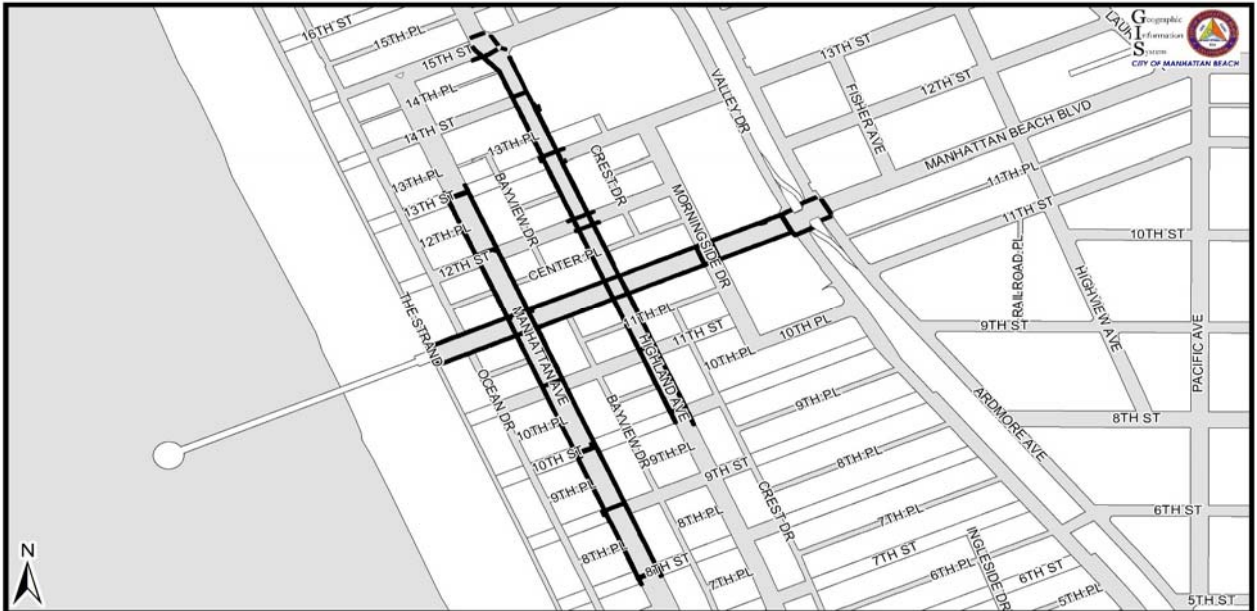 16TH ST
15TH PL
15TH ST
14TH PL
14TH ST
13TH PL
13TH PL
13TH ST
12TH PL
12TH ST
BAYVIEW DR
CREST DR
CENTER PL
THE STRAND
OCEAN DR
MANHATTAN AVE
HIGHLAND AVE
MORNINGSIDE DR
VALLEY DR
FISHER AVE
13TH ST
12TH ST
MANHATTAN BEACH BLVD
11TH PL
11TH ST
10TH ST
RAIL ROAD PL
HIGHVIEW AVE
PACIFIC AVE
9TH ST
8TH ST
ARDMORE AVE
6TH ST
5TH ST
11TH PL
11TH ST
10TH PL
10TH PL
10TH PL
10TH ST
BAYVIEW DR
9TH PL
9TH PL
9TH PL
9TH ST
8TH PL
8TH PL
8TH PL
8TH ST
CREST DR
7TH PL
7TH PL
7TH ST
6TH PL
6TH ST
5TH PL
INGLESIDE DR
Geographic
Information
System
CITY OF MANHATTAN BEACH
N